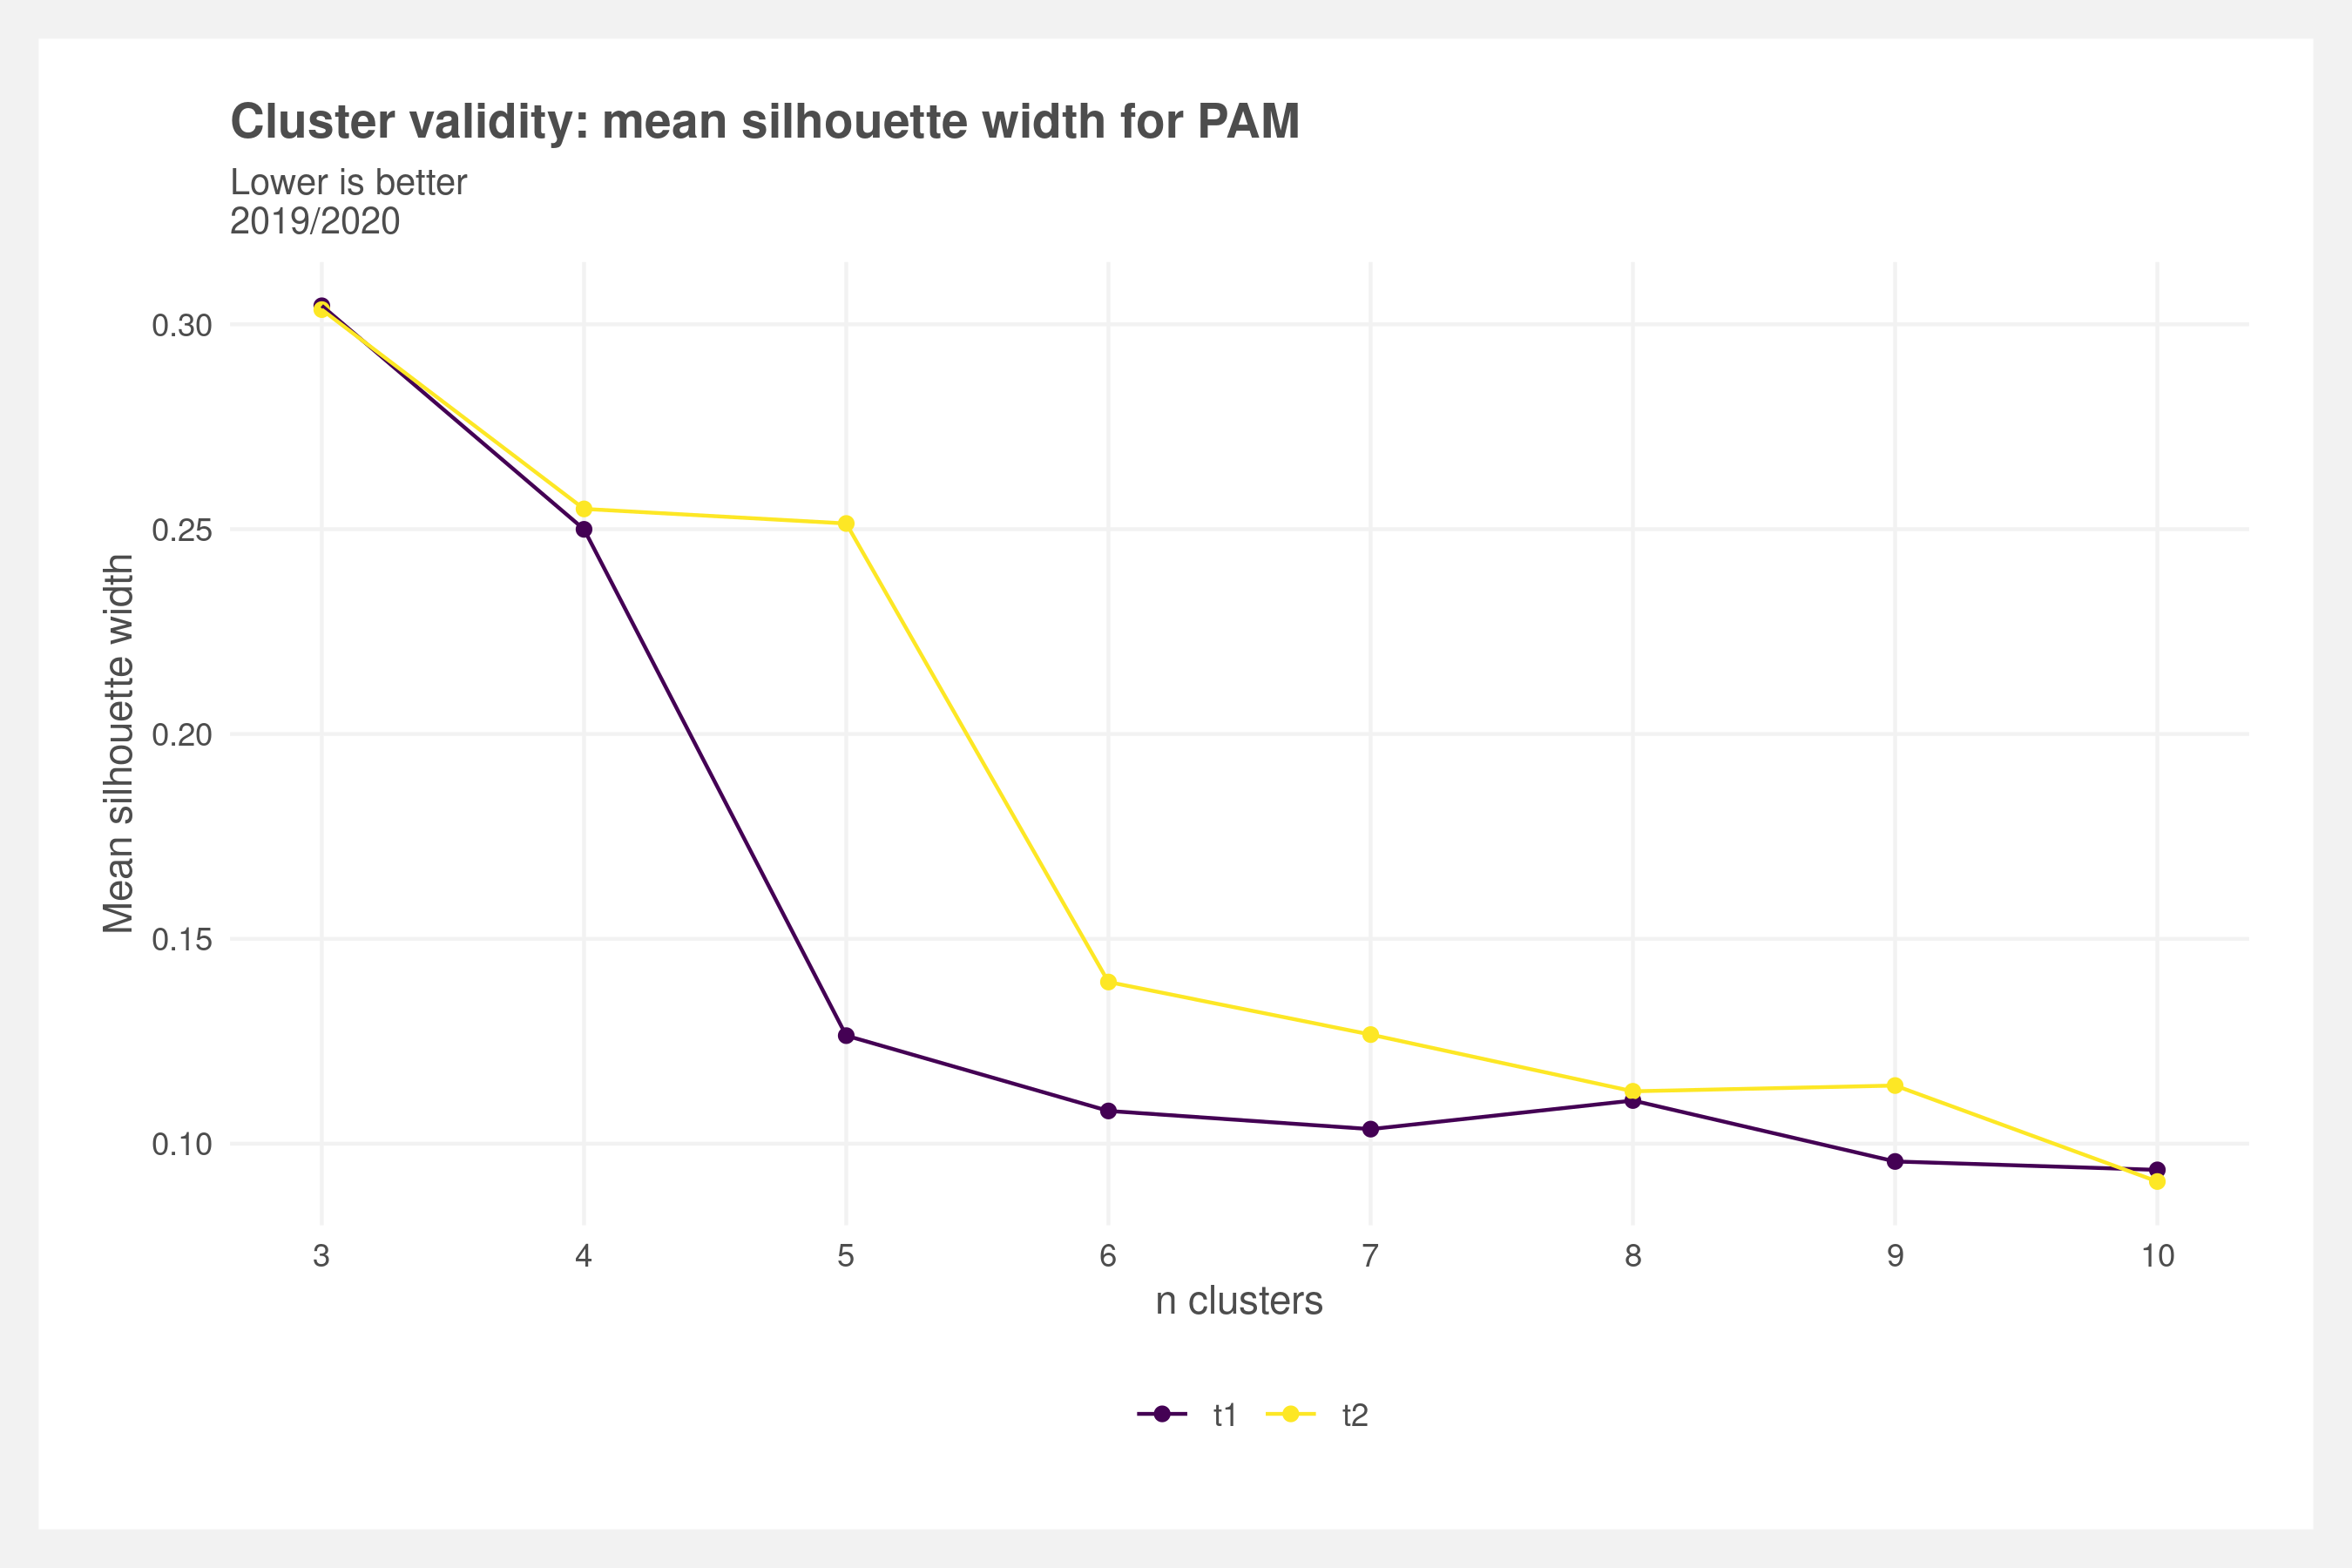 Cluster validity: mean silhouette width for PAM
Lower is better
2019/2020
Mean silhouette width
0.30
0.25
0.20
0.15
0.10
3 4 5 6 7 8 9 10
n clusters
t1 t2